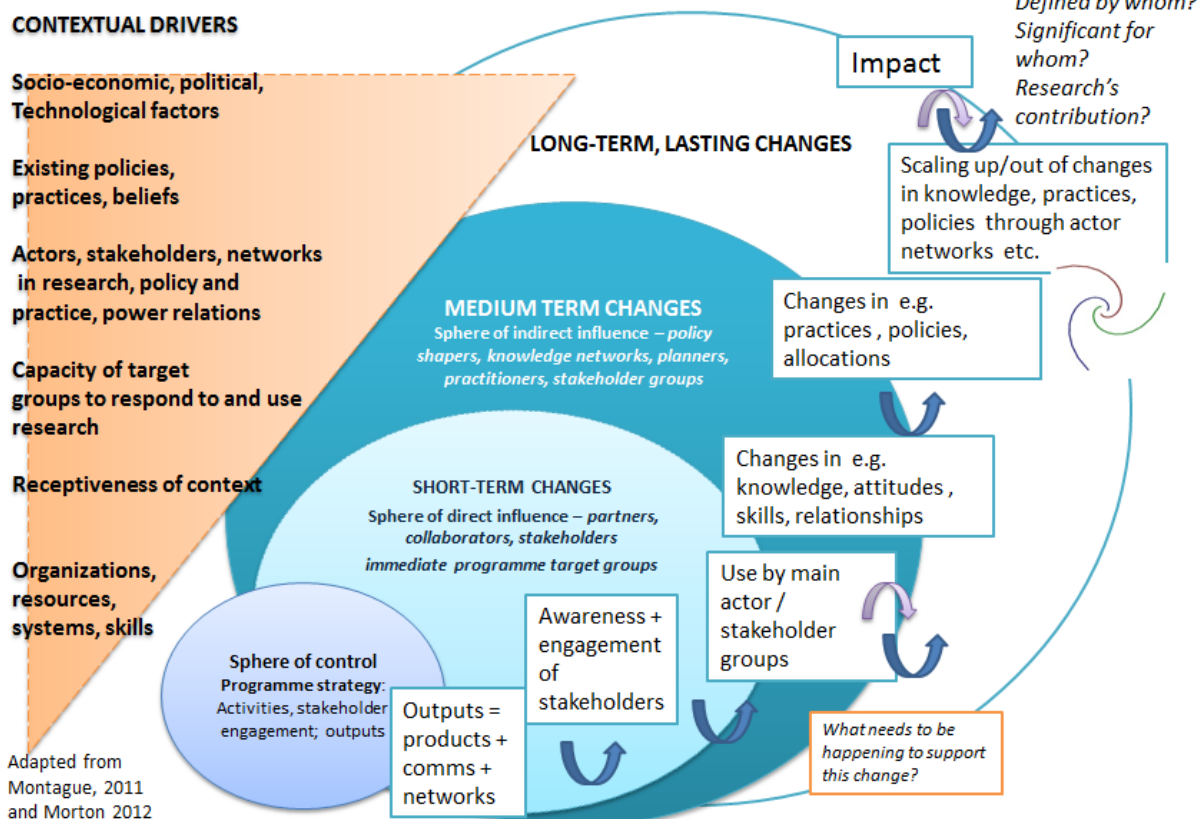 CONTEXTUAL DRIVERS
Socio-economic, political,
Technological factors
Existing policies,
practices, beliefs
Actors, stakeholders, networks
in research, policy and
practice, power relations
Capacity of target
groups to respond to and use
research
Receptiveness of context
Organizations,
resources,
systems, skills
Adapted from
Montague, 2011
and Morton 2012
Sphere of control
Programme strategy:
Activities, stakeholder
engagement; outputs
SHORT-TERM CHANGES
Sphere of direct influence – partners,
collaborators, stakeholders
immediate programme target groups
MEDIUM TERM CHANGES
Sphere of indirect influence – policy
shapers, knowledge networks, planners,
practitioners, stakeholder groups
LONG-TERM, LASTING CHANGES
Outputs =
products +
comms +
networks
Awareness +
engagement
of
stakeholders
Use by main
actor /
stakeholder
groups
Changes in e.g.
knowledge, attitudes ,
skills, relationships
Changes in e.g.
practices , policies,
allocations
Scaling up/out of changes
in knowledge, practices,
policies through actor
networks etc.
Impact
Defined by whom?
Significant for
whom?
Research's
contribution?
What needs to be
happening to support
this change?